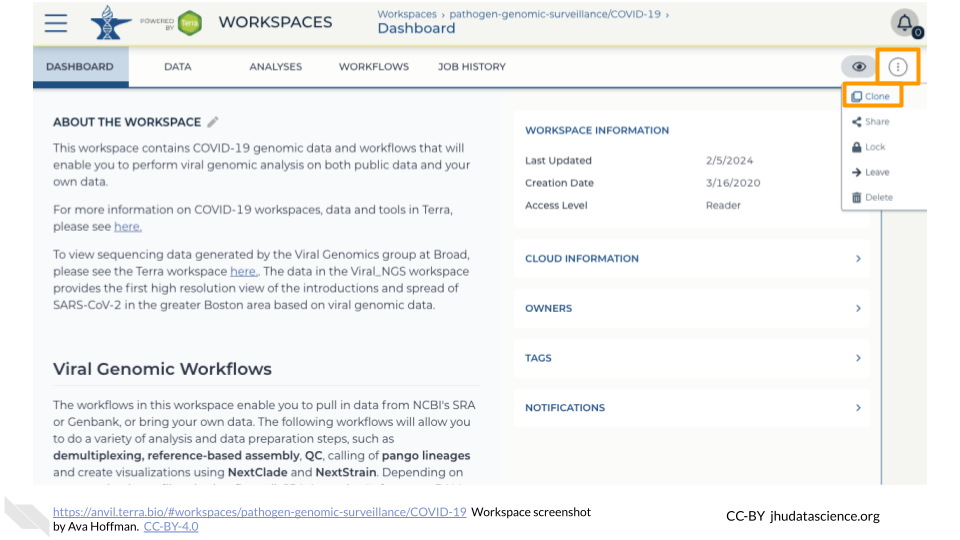 POWERED BY Terra
WORKSPACES
Workspaces › pathogen-genomic-surveillance/COVID-19 ›
Dashboard
0
DASHBOARD
DATA
ANALYSES
WORKFLOWS
JOB HISTORY
Clone
Share
Lock
Leave
Delete
ABOUT THE WORKSPACE
This workspace contains COVID-19 genomic data and workflows that will
enable you to perform viral genomic analysis on both public data and your
own data.
For more information on COVID-19 workspaces, data and tools in Terra,
please see here.
To view sequencing data generated by the Viral Genomics group at Broad,
please see the Terra workspace here,. The data in the Viral_NGS workspace
provides the first high resolution view of the introductions and spread of
SARS-CoV-2 in the greater Boston area based on viral genomic data.
Viral Genomic Workflows
The workflows in this workspace enable you to pull in data from NCBI's SRA
or Genbank, or bring your own data. The following workflows will allow you
to do a variety of analysis and data preparation steps, such as
demultiplexing, reference-based assembly, QC, calling of pango lineages
and create visualizations using NextClade and NextStrain. Depending on
WORKSPACE INFORMATION
Last Updated 2/5/2024
Creation Date 3/16/2020
Access Level Reader
CLOUD INFORMATION
OWNERS
TAGS
NOTIFICATIONS
https://anvil.terra.bio/#workspaces/pathogen-genomic-surveillance/COVID-19 Workspace screenshot
by Ava Hoffman. CC-BY-4.0
CC-BY jhudatascience.org